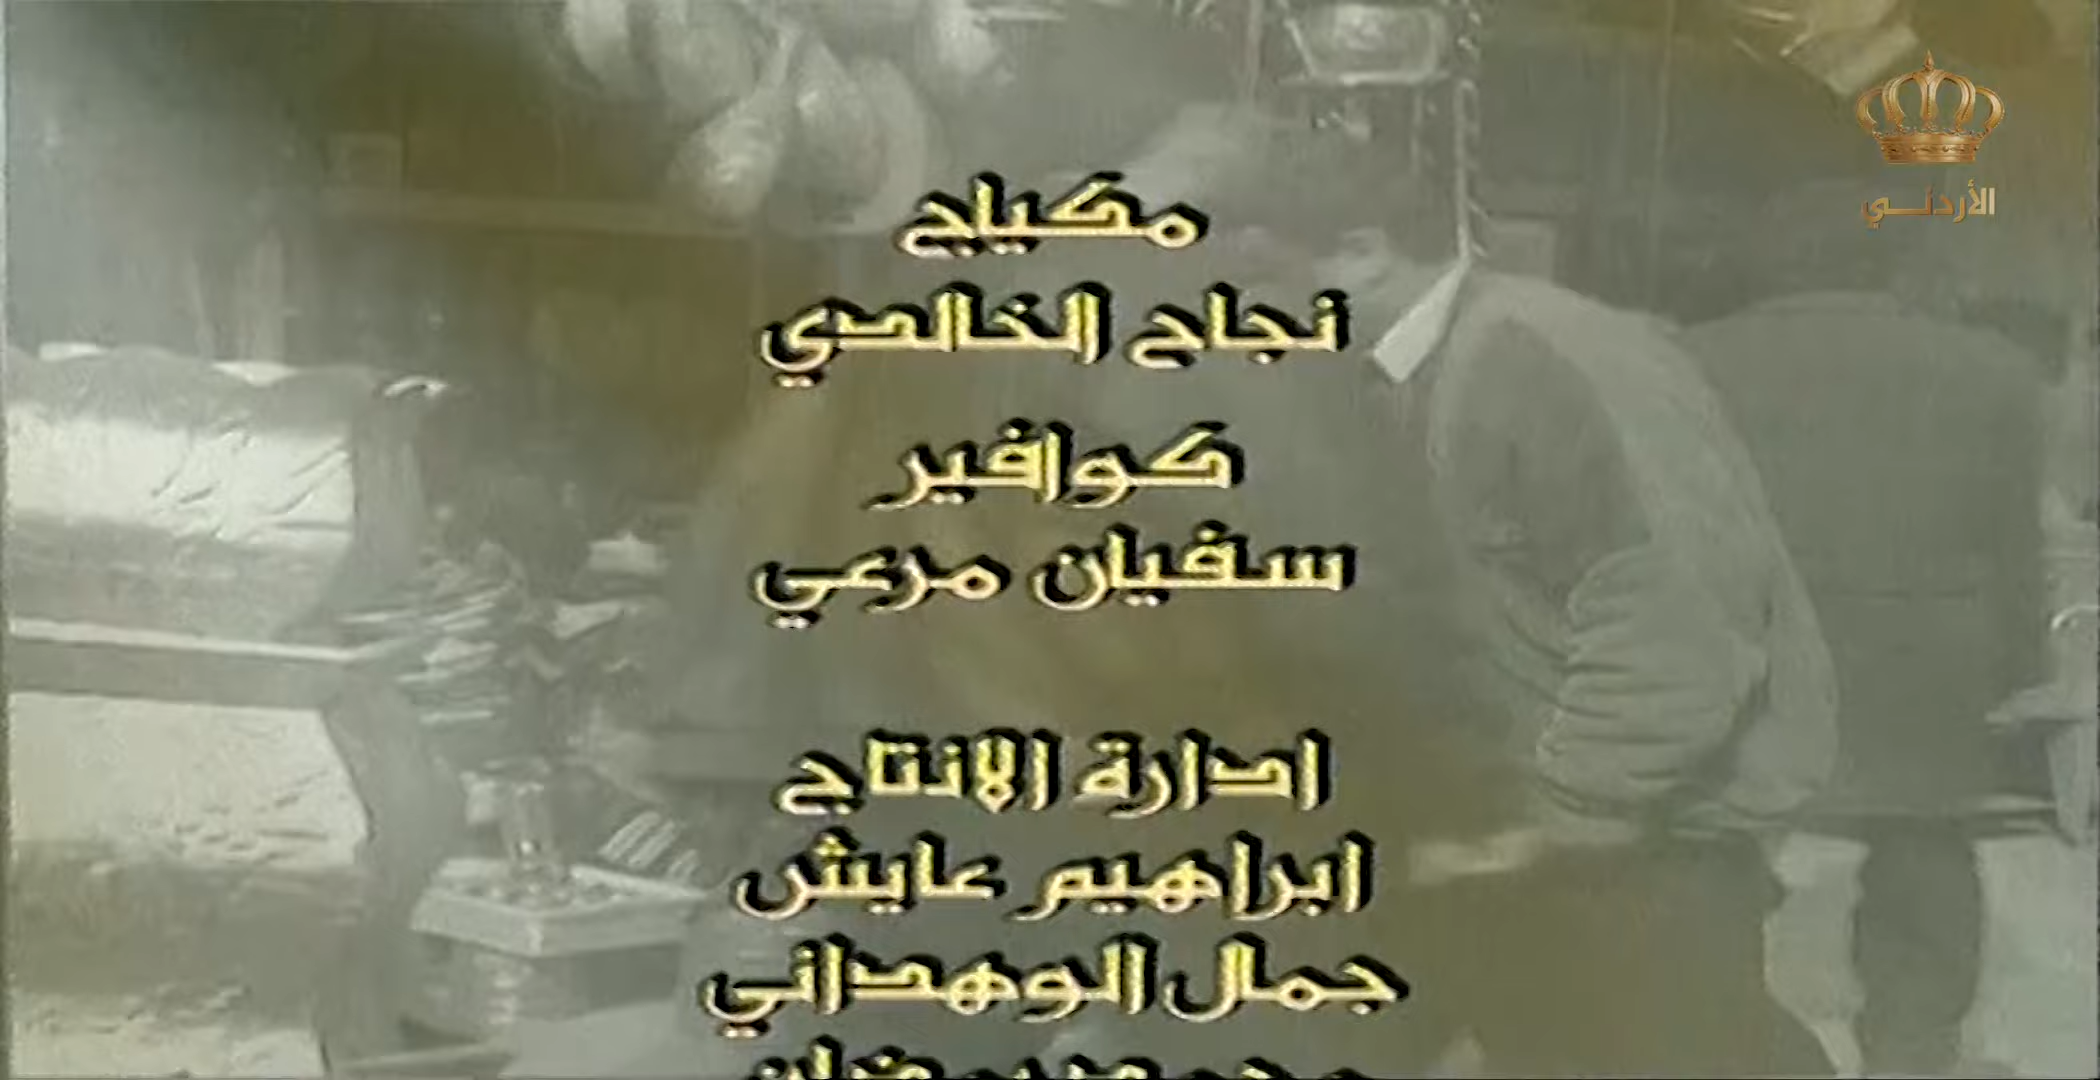 الأردني
مكياج
نجاح الخالدي
كوافير
سفيان مرعي
ادارة الانتاج
ابراهيم عايش
جمال الوهداني